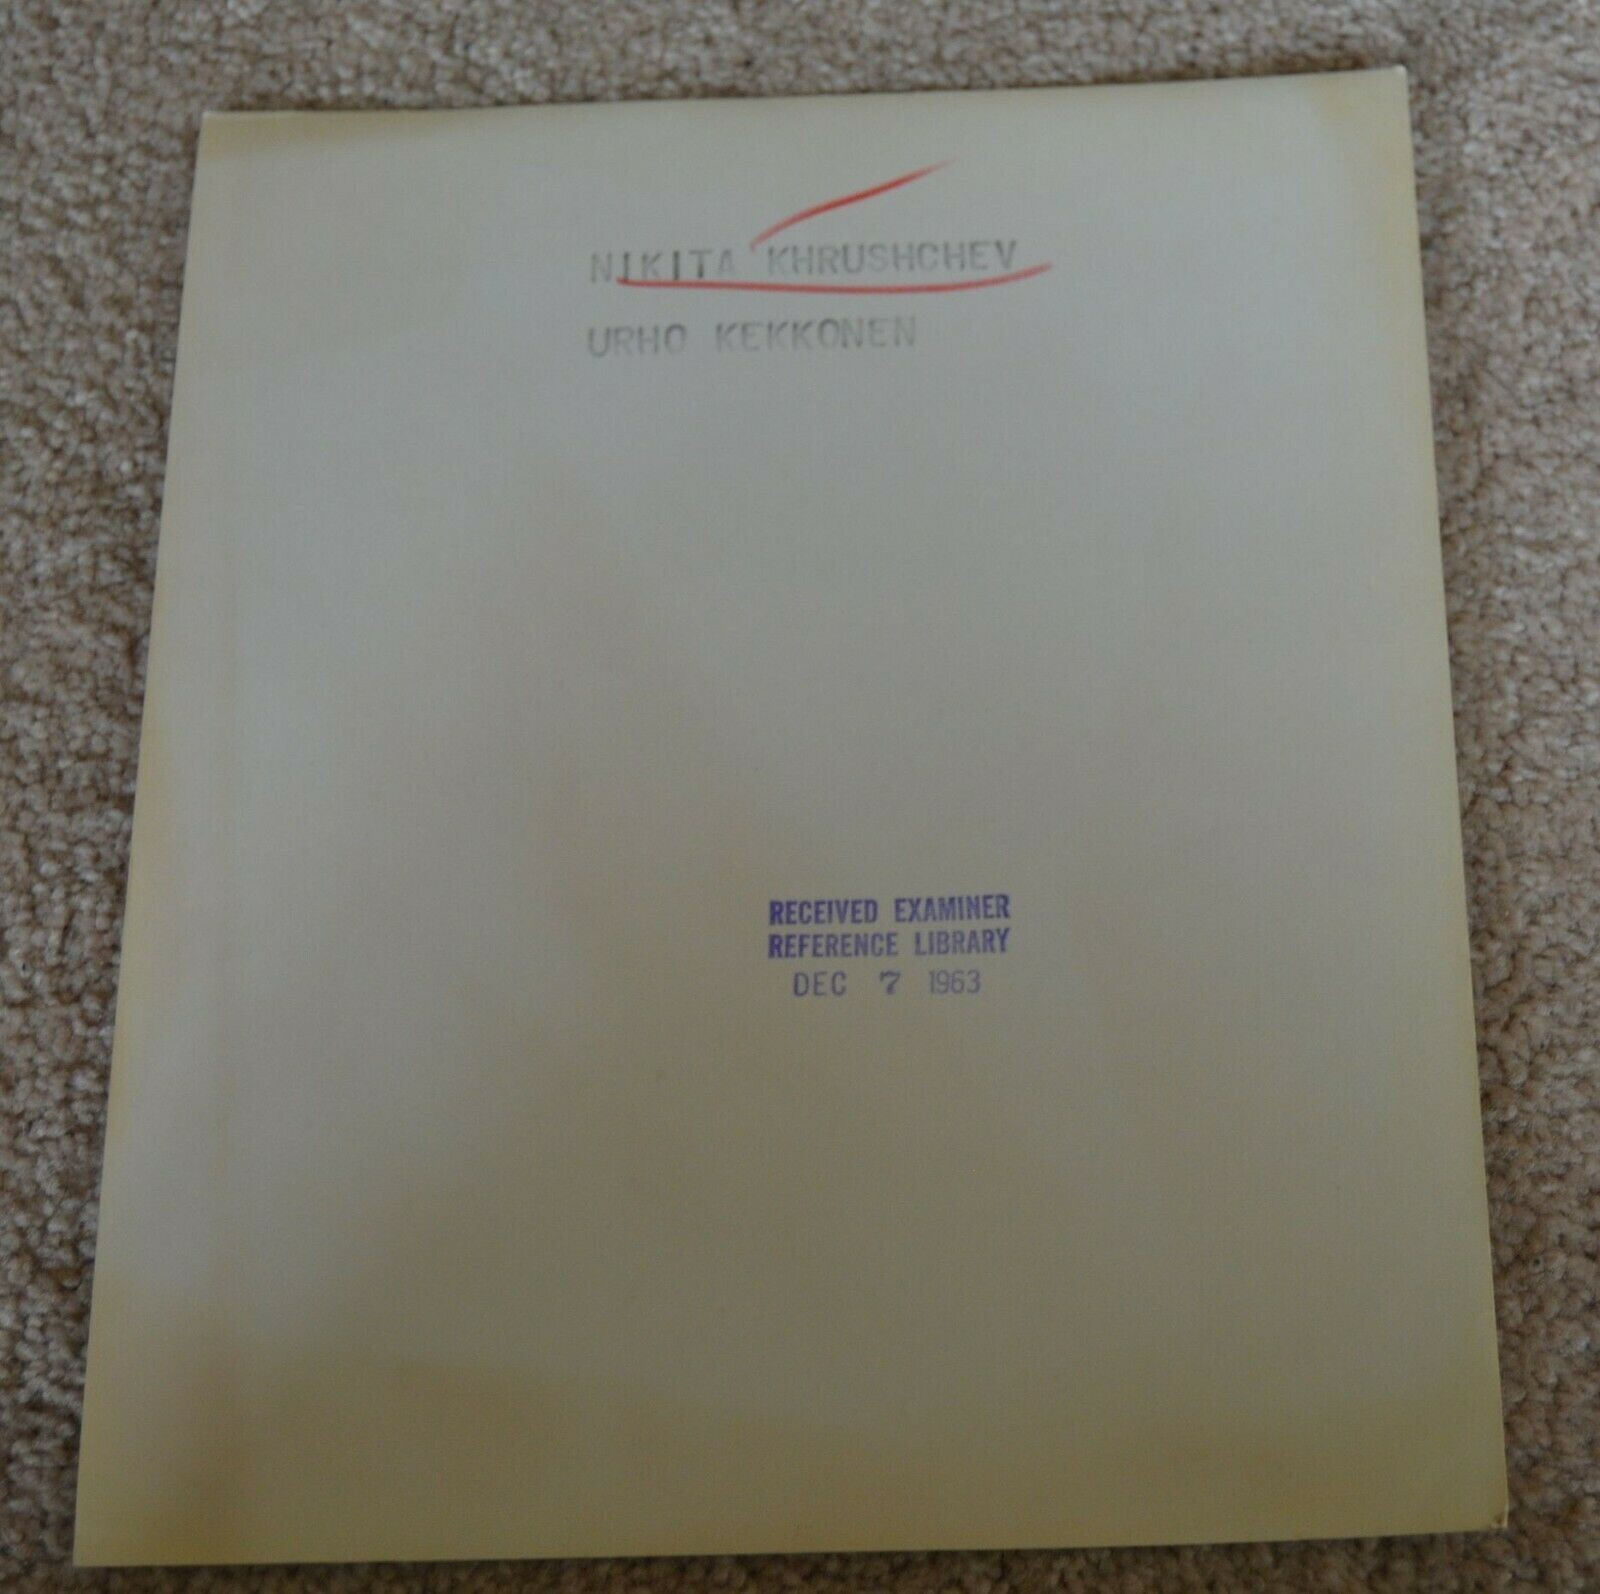 NIKITA KHRUSHCHEV
URHO KEKKONEN
RECEIVED EXAMINER
REFERENCE LIBRARY
DEC 7 1963